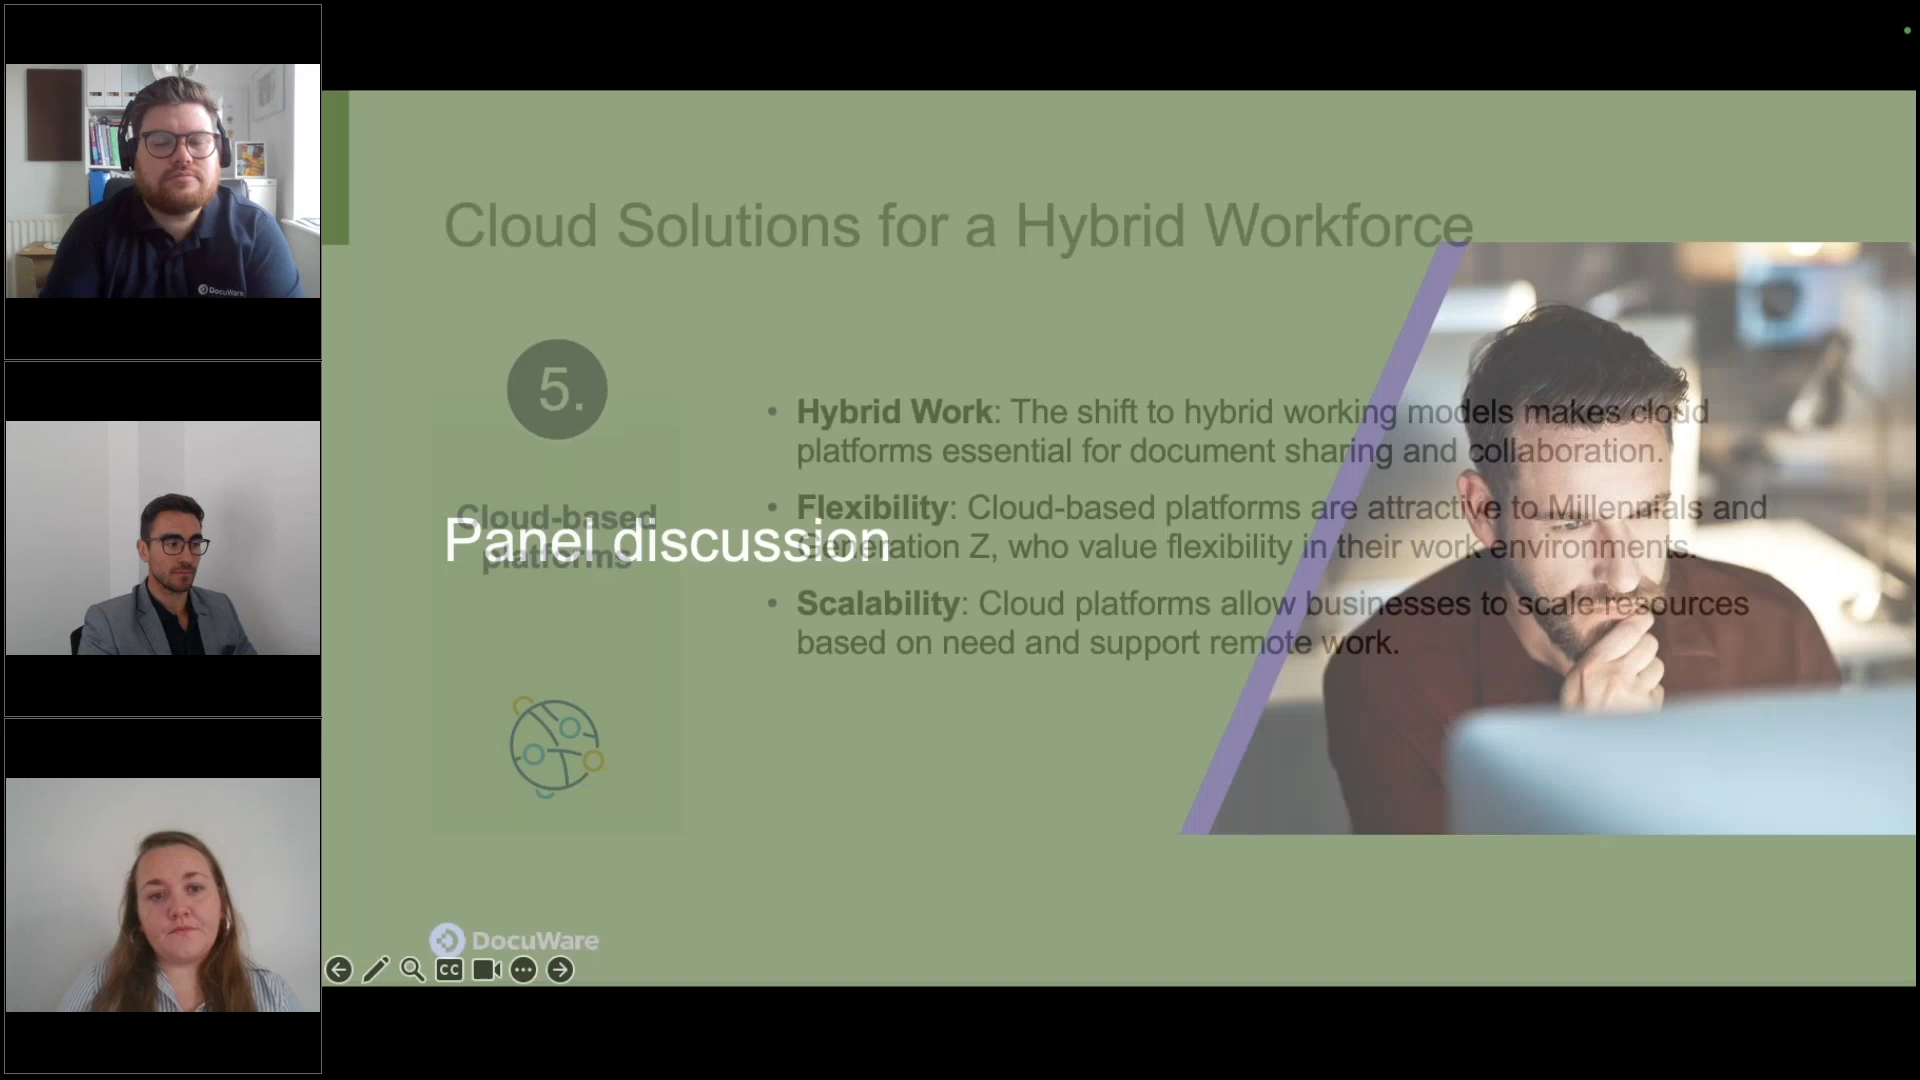 DocuWare
Cloud Solutions for a Hybrid Workforce
5.
Cloud-based
platforms
Panel discussion
• Hybrid Work: The shift to hybrid working models makes cloud
platforms essential for document sharing and collaboration.
• Flexibility: Cloud-based platforms are attractive to Millennials and
Generation Z, who value flexibility in their work environments.
• Scalability: Cloud platforms allow businesses to scale resources
based on need and support remote work.
DocuWare
CC